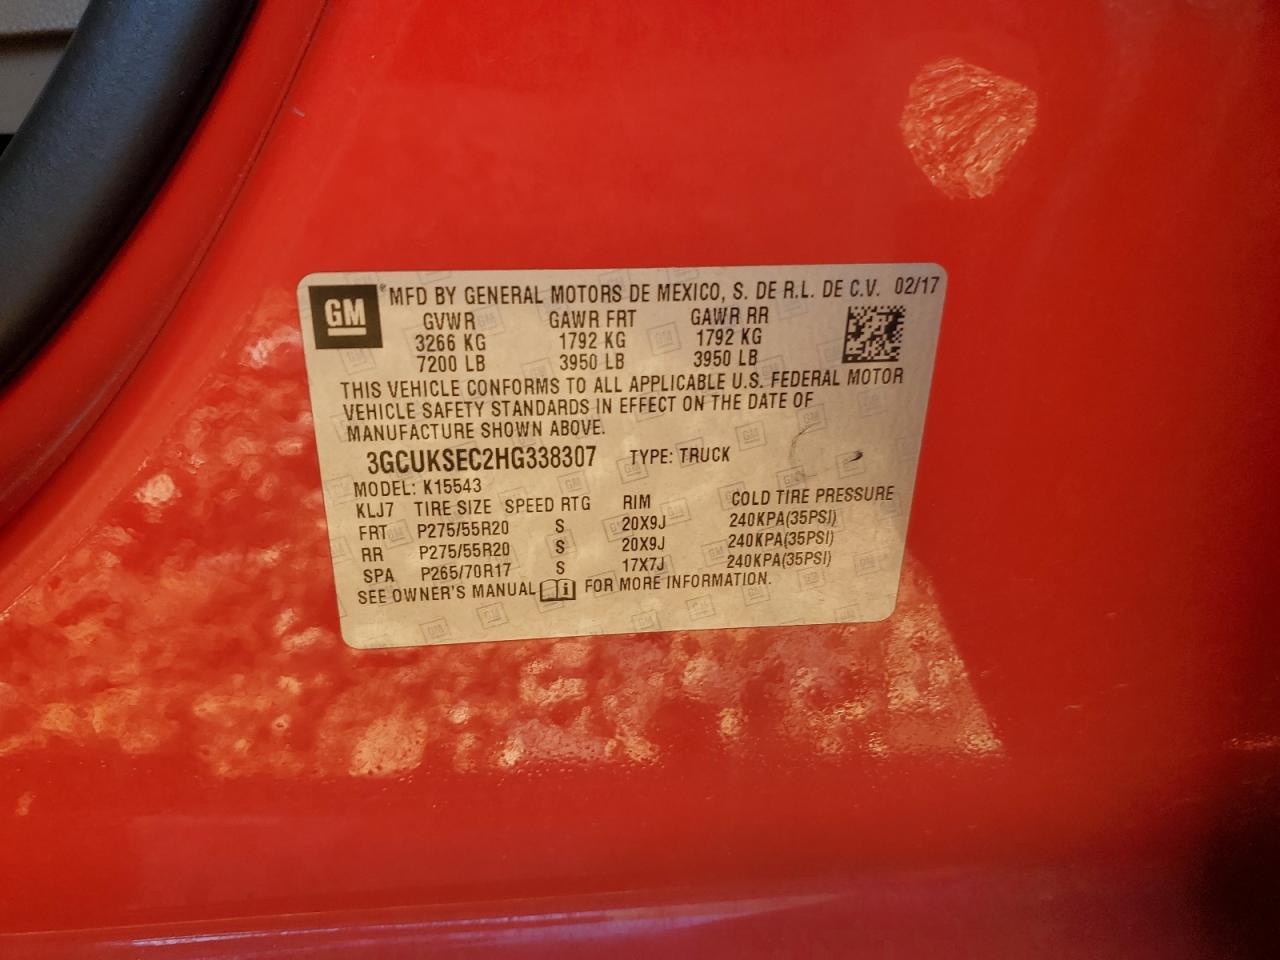 GM ® MFD BY GENERAL MOTORS DE MEXICO, S. DE R.L. DE C.V. 02/17
GVWR GAWR FRT GAWR RR
3266 KG 1792 KG 1792 KG
7200 LB 3950 LB 3950 LB
THIS VEHICLE CONFORMS TO ALL APPLICABLE U.S. FEDERAL MOTOR
VEHICLE SAFETY STANDARDS IN EFFECT ON THE DATE OF
MANUFACTURE SHOWN ABOVE.
3GCUKSEC2HG338307 TYPE: TRUCK
MODEL: K15543
KLJ7 TIRE SIZE SPEED RTG RIM COLD TIRE PRESSURE
FRT P275/55R20 S 20X9J 240KPA(35PSI)
RR P275/55R20 S 20X9J 240KPA(35PSI)
SPA P265/70R17 S 17X7J 240KPA(35PSI)
SEE OWNER'S MANUAL i FOR MORE INFORMATION.